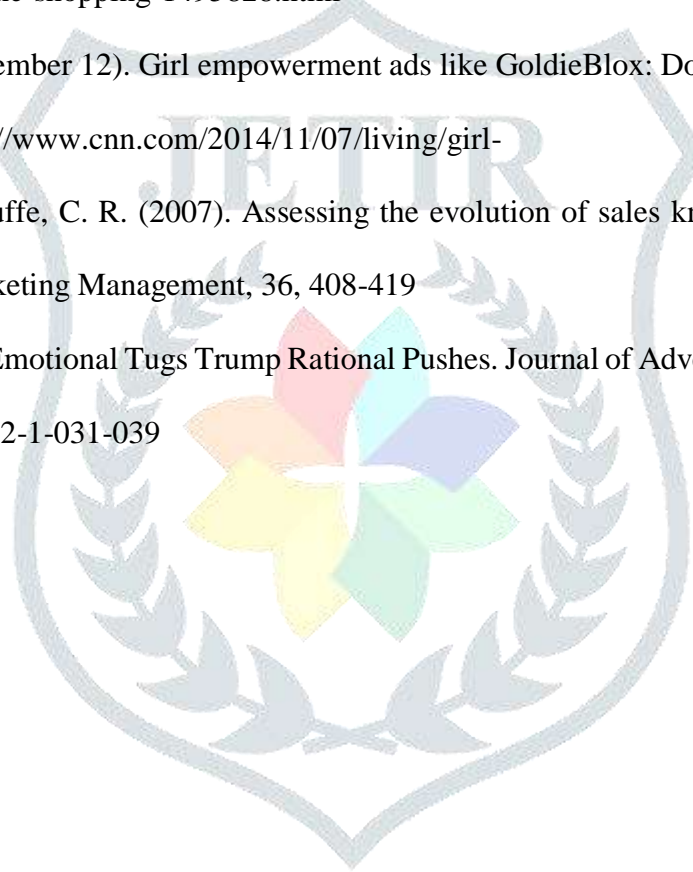 ember 12). Girl empowerment ads like GoldieBlox: Do
//www.cnn.com/2014/11/07/living/girl-
JETIR
uffe, C. R. (2007). Assessing the evolution of sales kn
keting Management, 36, 408-419
Emotional Tugs Trump Rational Pushes. Journal of Adve
2-1-031-039